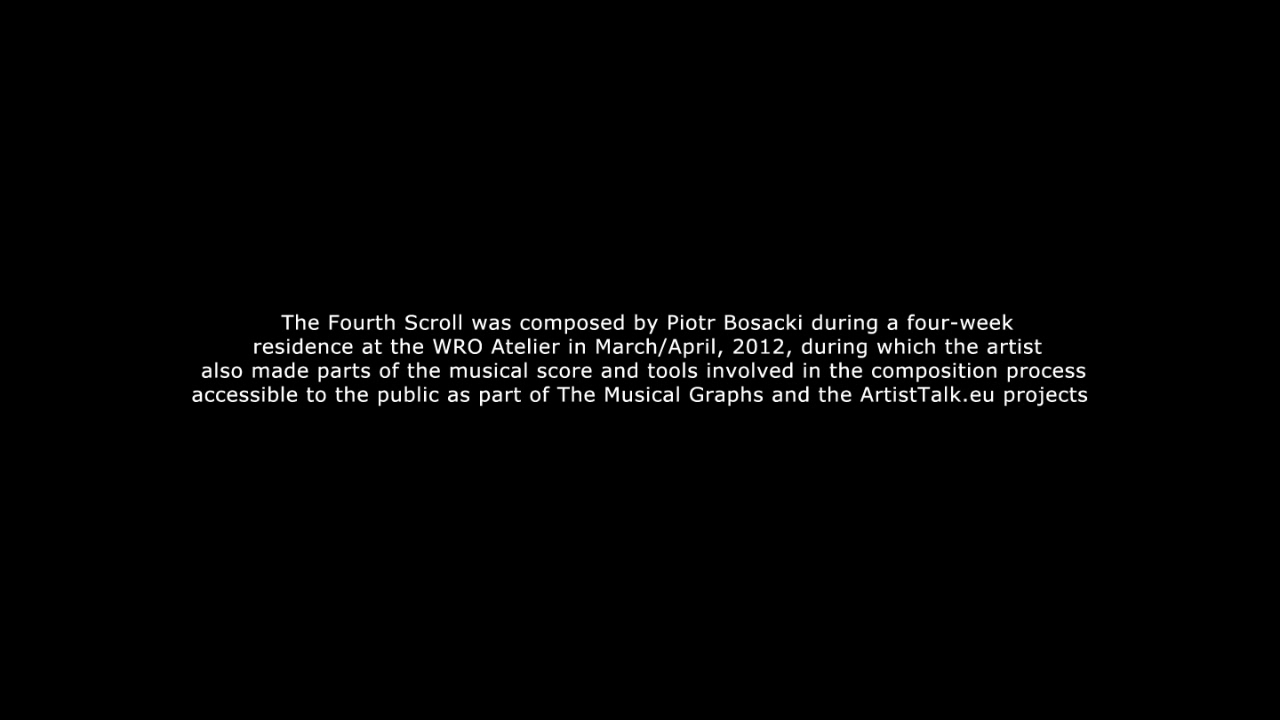 The Fourth Scroll was composed by Piotr Bosacki during a four-week
residence at the WRO Atelier in March/April, 2012, during which the artist
also made parts of the musical score and tools involved in the composition process
accessible to the public as part of The Musical Graphs and the ArtistTalk.eu projects